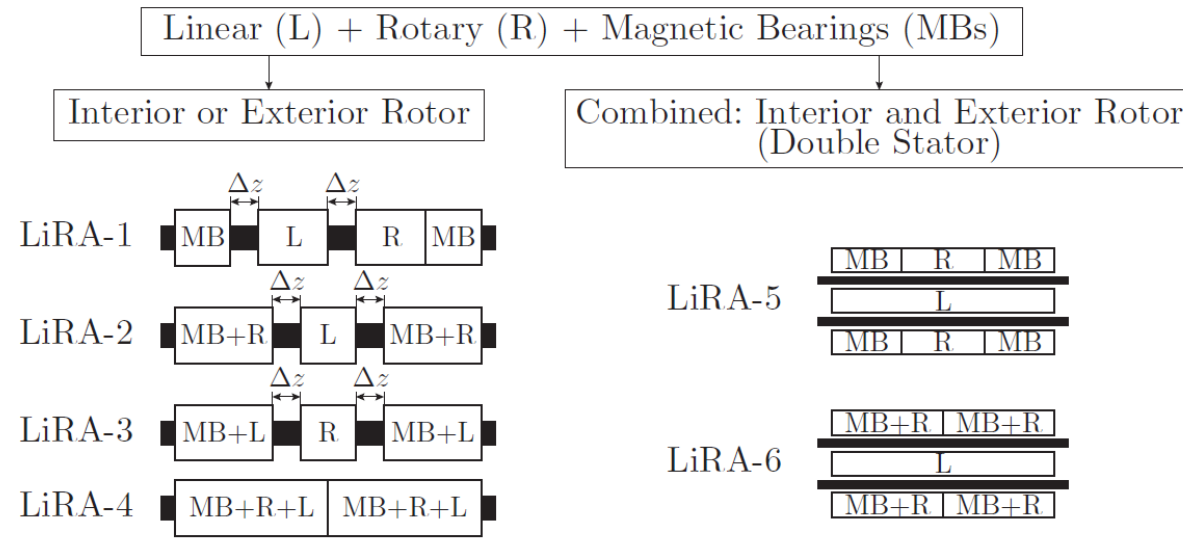 Linear (L) + Rotary (R) + Magnetic Bearings (MBs)
Interior or Exterior Rotor
Δz Δz
LiRA-1 MB L R MB
Δz Δz
LiRA-2 MB+R L MB+R
Δz Δz
LiRA-3 MB+L R MB+L
LiRA-4 MB+R+L MB+R+L
Combined: Interior and Exterior Rotor
(Double Stator)
MB R MB
LiRA-5 L
MB R MB
MB+R MB+R
LiRA-6 L
MB+R MB+R